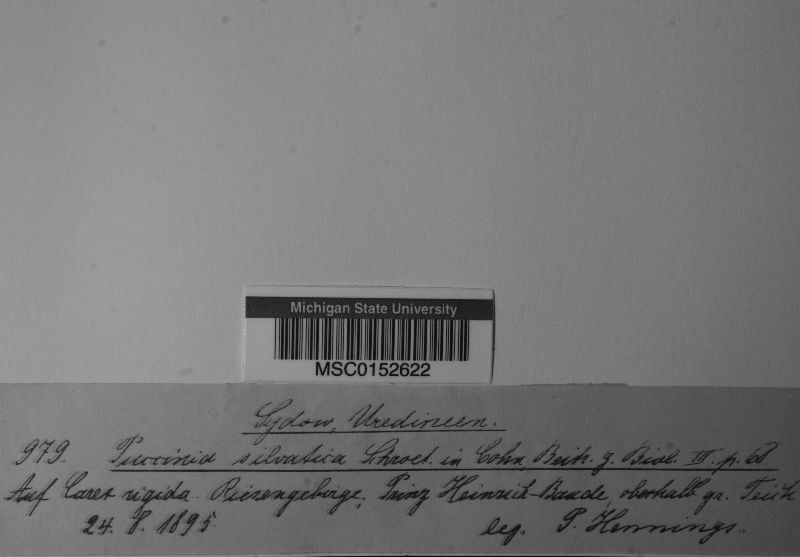 Michigan State University
MSC0152622
Sydow, Uredineen.
979. Puccinia silvatica Schroet. in Cohn, Beitr. z. Biol. III. p. 68
Auf Carex rigida. Riesengebirge, Prinz Heinrich-Baude, oberhalb gr. Teich
24. 8. 1895 leg. P. Hennings.